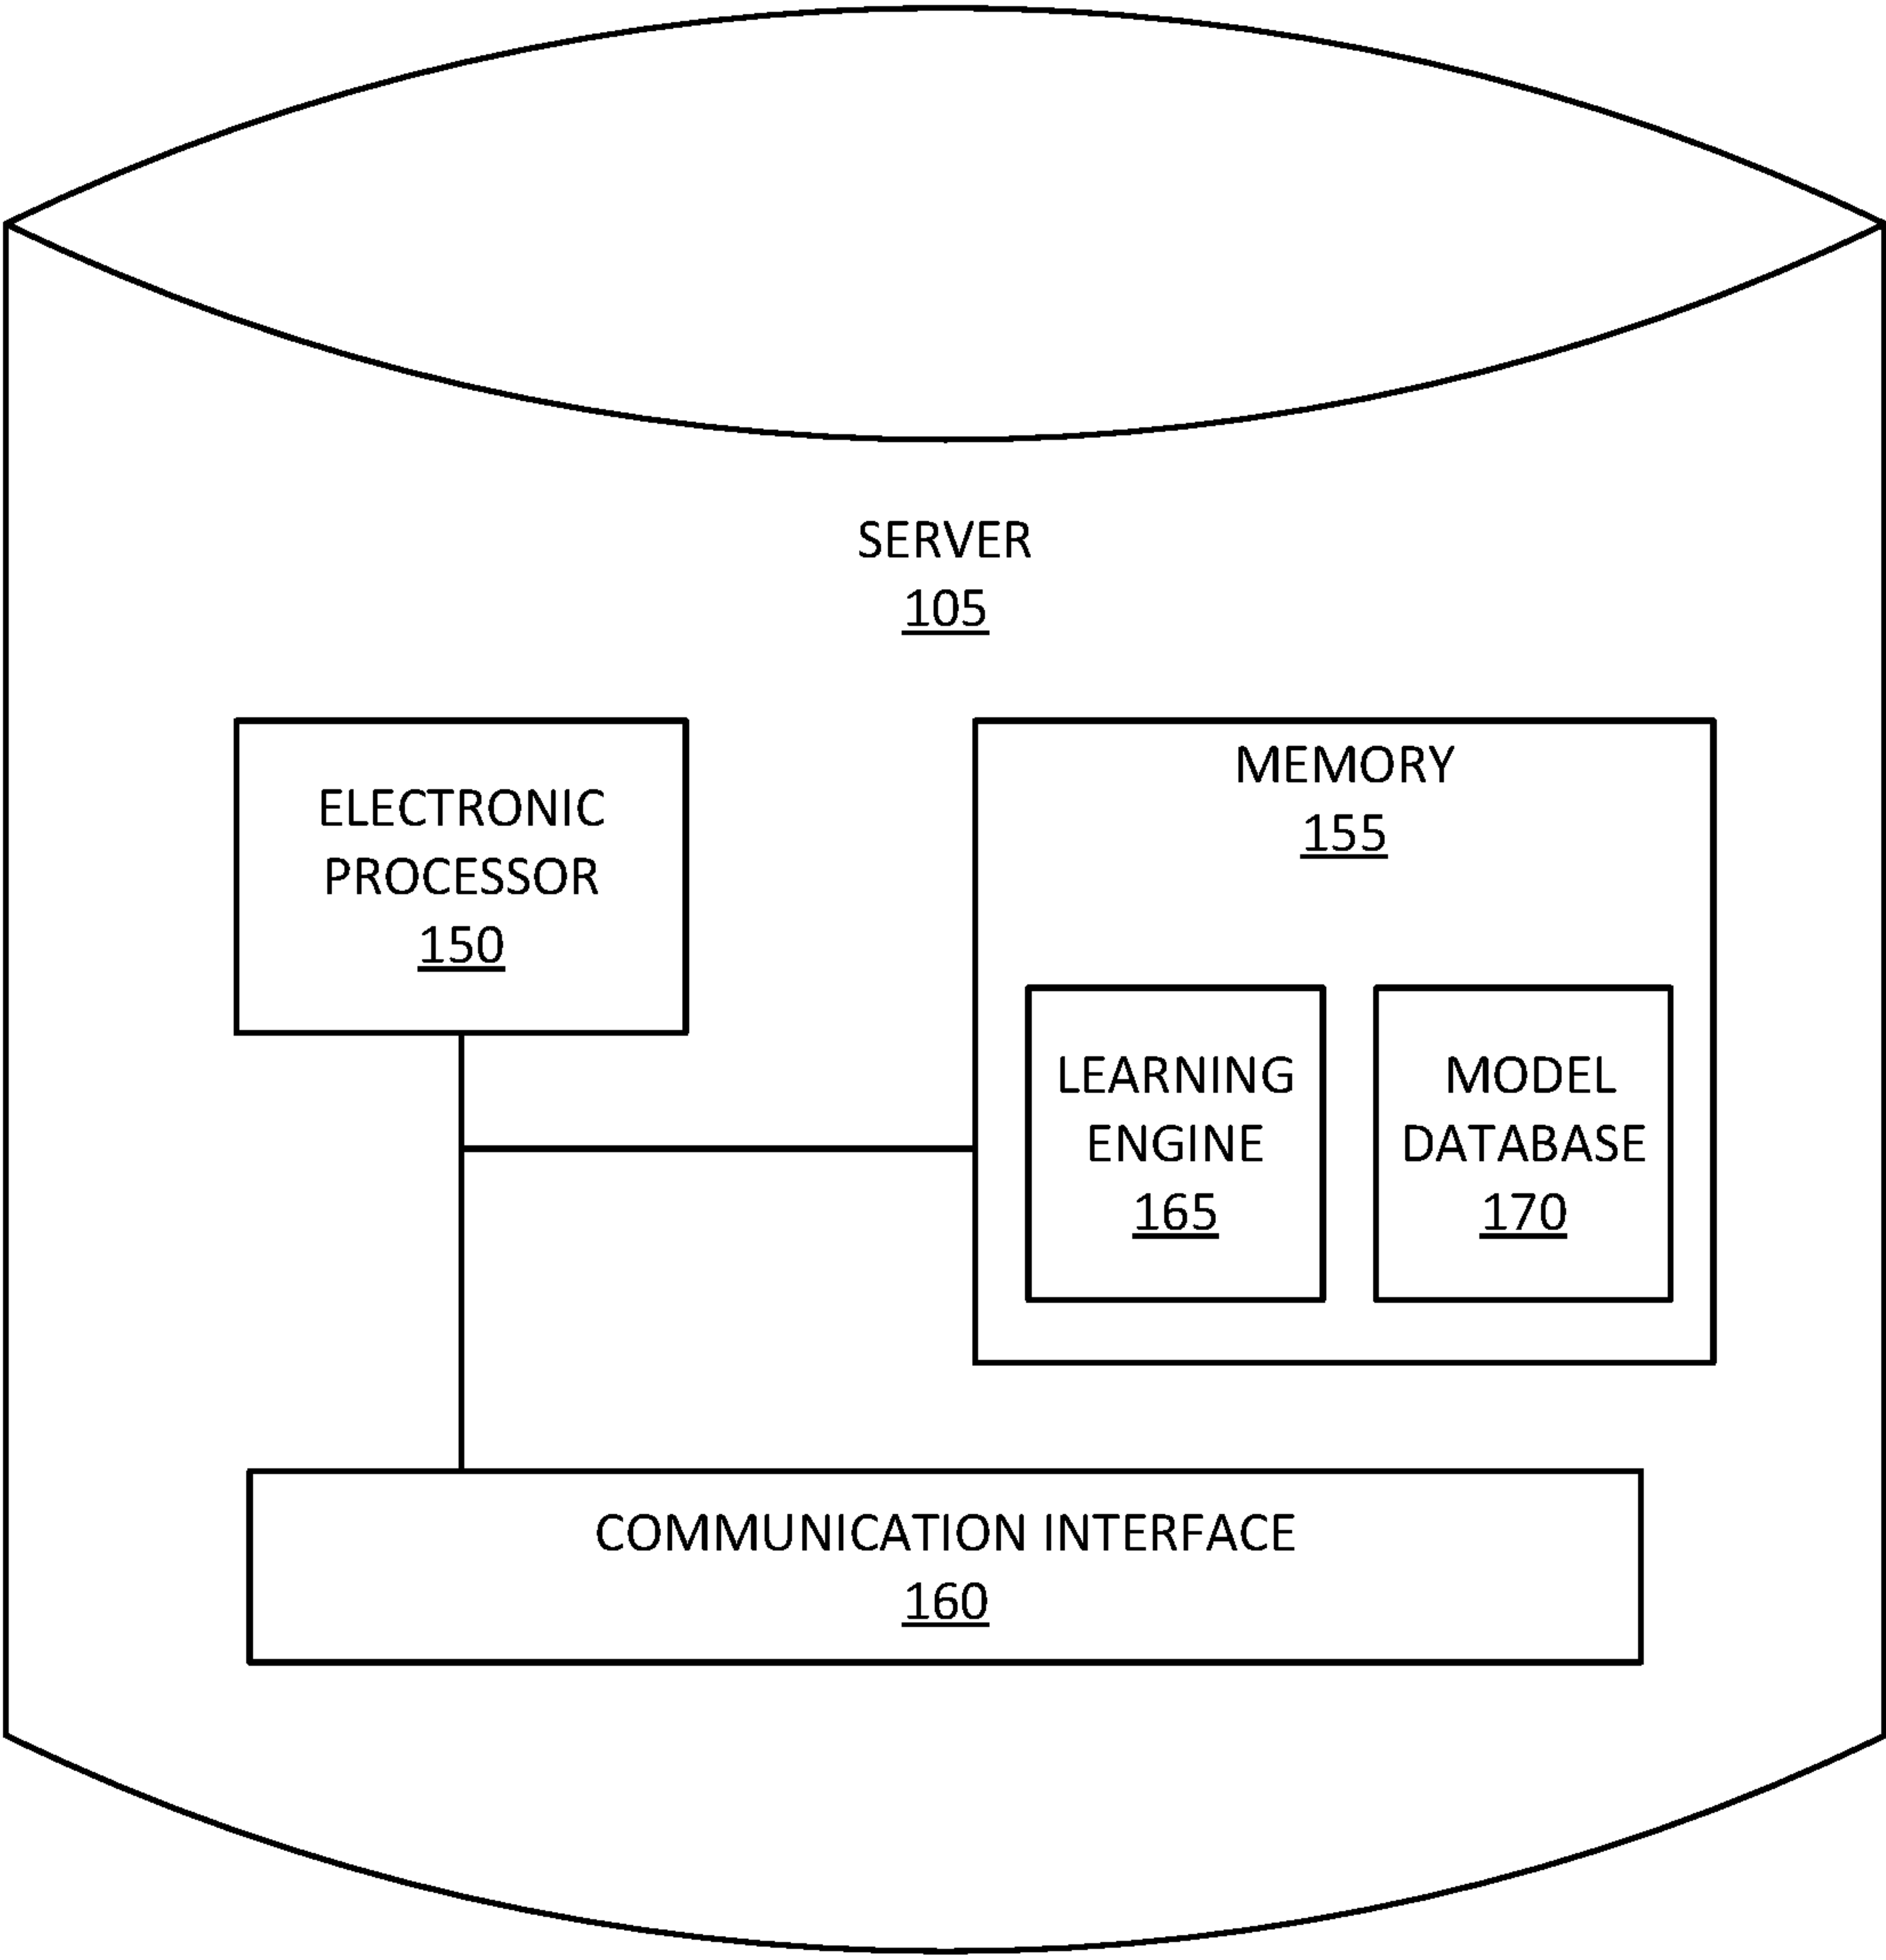 SERVER
105
ELECTRONIC
PROCESSOR
150
MEMORY
155
LEARNING
ENGINE
165
MODEL
DATABASE
170
COMMUNICATION INTERFACE
160